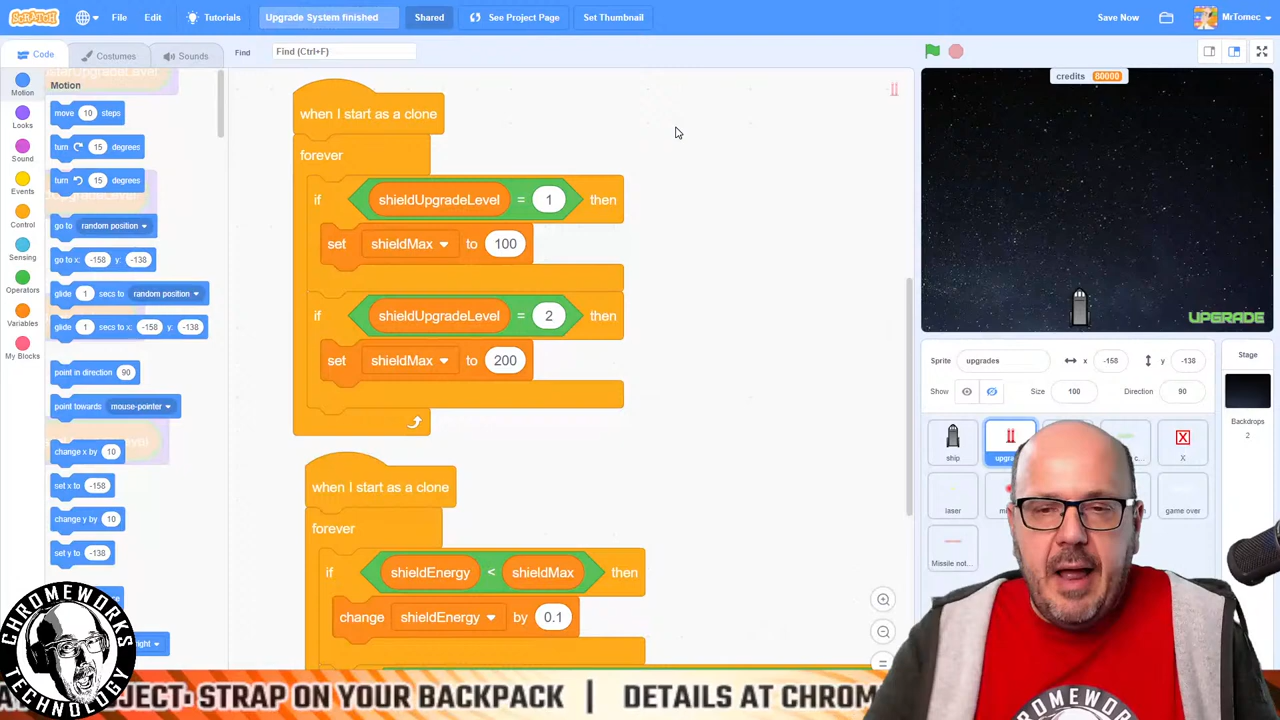 SCRATCH File Edit Tutorials Upgrade System finished Shared See Project Page Set Thumbnail Save Now MrTomec
Code Costumes Sounds Find Find (Ctrl+F)
credits 80000
Motion
Motion
Looks
Sound
Events
Control
Sensing
Operators
Variables
My Blocks
move 10 steps
turn 15 degrees
turn 15 degrees
go to random position
go to x: -158 y: -138
glide 1 secs to random position
glide 1 secs to x: -158 y: -138
point in direction 90
point towards mouse-pointer
change x by 10
set x to -158
change y by 10
set y to -138
when I start as a clone
forever
if shieldUpgradeLevel = 1 then
set shieldMax to 100
if shieldUpgradeLevel = 2 then
set shieldMax to 200
when I start as a clone
forever
if shieldEnergy < shieldMax then
change shieldEnergy by 0.1
UPGRADE
Sprite upgrades x -158 y -138
Show Size 100 Direction 90
Stage
Backdrops
2
ship
X
laser
game over
Missile not...
CHROMEWORKS
TECHNOLOGY
JECT: STRAP ON YOUR BACKPACK | DETAILS AT CHROM